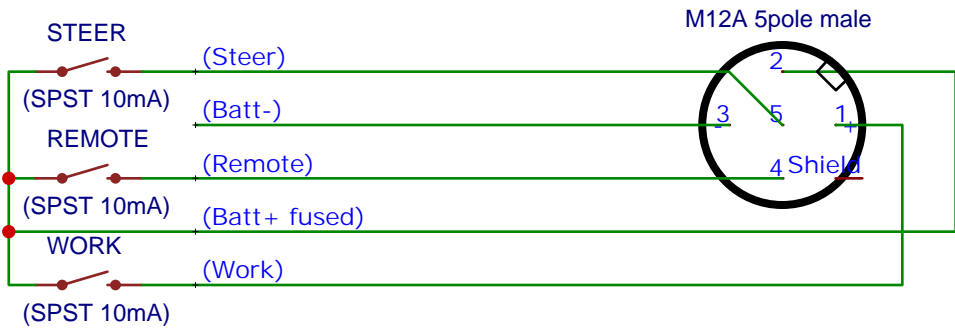 M12A 5pole male
STEER
(Steer)
2
(SPST 10mA)
(Batt-)
3
-
5
1
+
REMOTE
(Remote)
4 Shield
(SPST 10mA)
(Batt+ fused)
WORK
(Work)
(SPST 10mA)